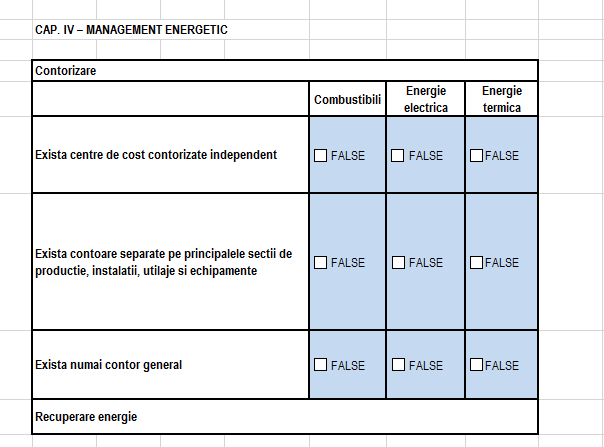 CAP. IV – MANAGEMENT ENERGETIC
Contorizare
Combustibili
Energie
electrica
Energie
termica
Exista centre de cost contorizate independent
FALSE
FALSE
FALSE
Exista contoare separate pe principalele sectii de
productie, instalatii, utilaje si echipamente
FALSE
FALSE
FALSE
Exista numai contor general
FALSE
FALSE
FALSE
Recuperare energie